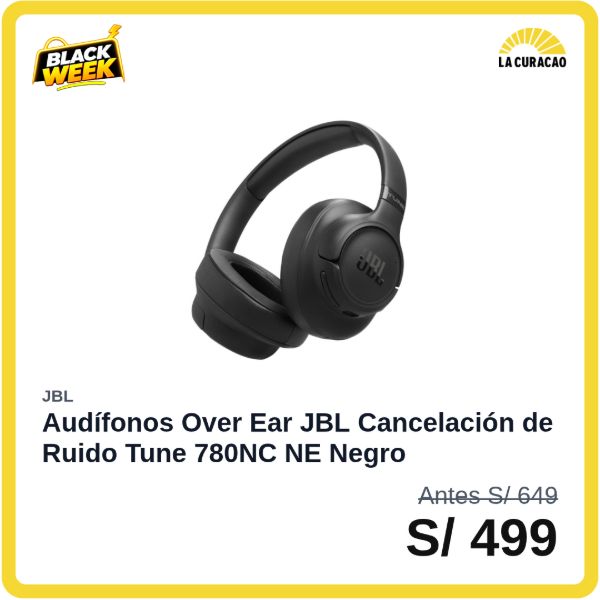 BLACK
WEEK
LA CURACAO
JBL
JBL
Audífonos Over Ear JBL Cancelación de
Ruido Tune 780NC NE Negro
Antes S/ 649
S/ 499